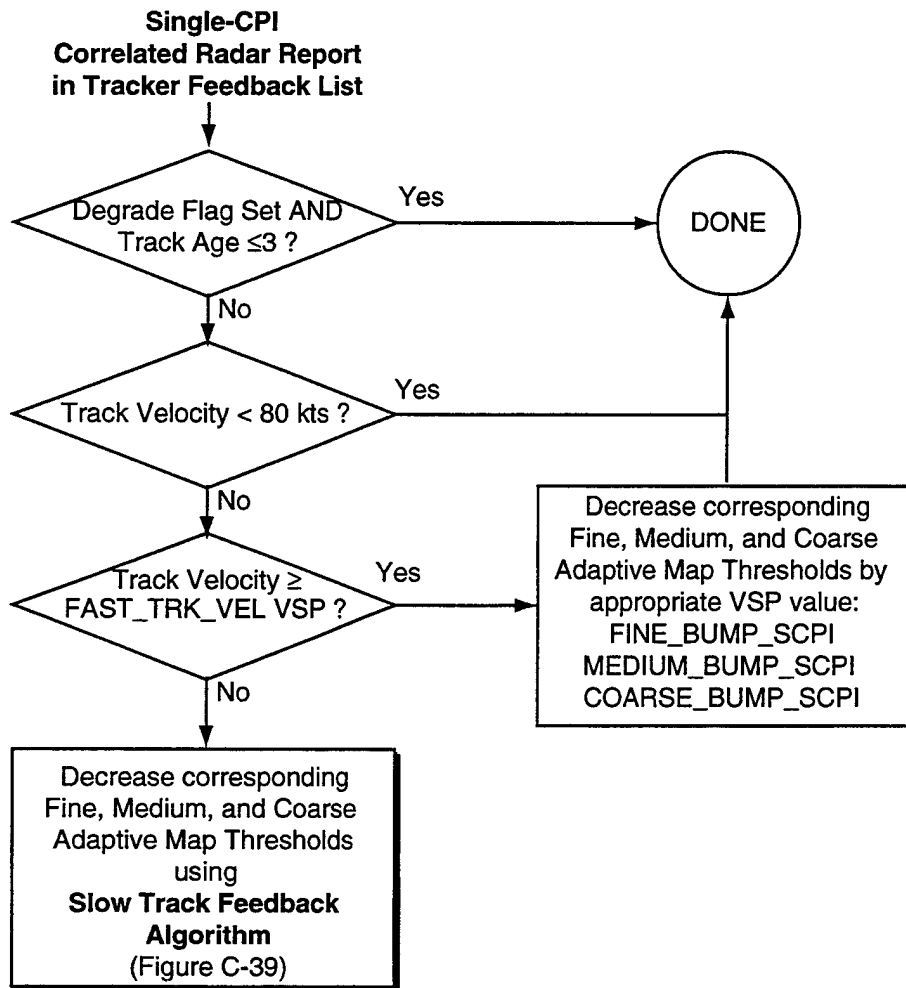 Single-CPI
Correlated Radar Report
in Tracker Feedback List
Degrade Flag Set AND
Track Age ≤3 ?
Yes
DONE
No
Track Velocity < 80 kts ?
Yes
No
Track Velocity ≥
FAST_TRK_VEL VSP ?
Yes
Decrease corresponding
Fine, Medium, and Coarse
Adaptive Map Thresholds by
appropriate VSP value:
FINE_BUMP_SCPI
MEDIUM_BUMP_SCPI
COARSE_BUMP_SCPI
No
Decrease corresponding
Fine, Medium, and Coarse
Adaptive Map Thresholds
using
Slow Track Feedback
Algorithm
(Figure C-39)